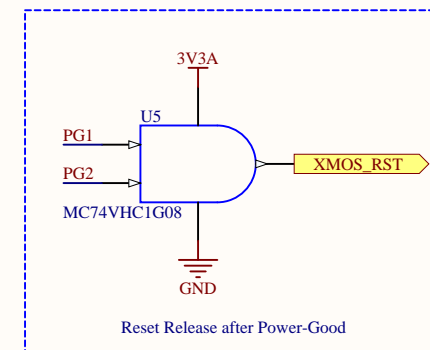 3V3A
U5
PG1
PG2
XMOS_RST
MC74VHC1G08
GND
Reset Release after Power-Good